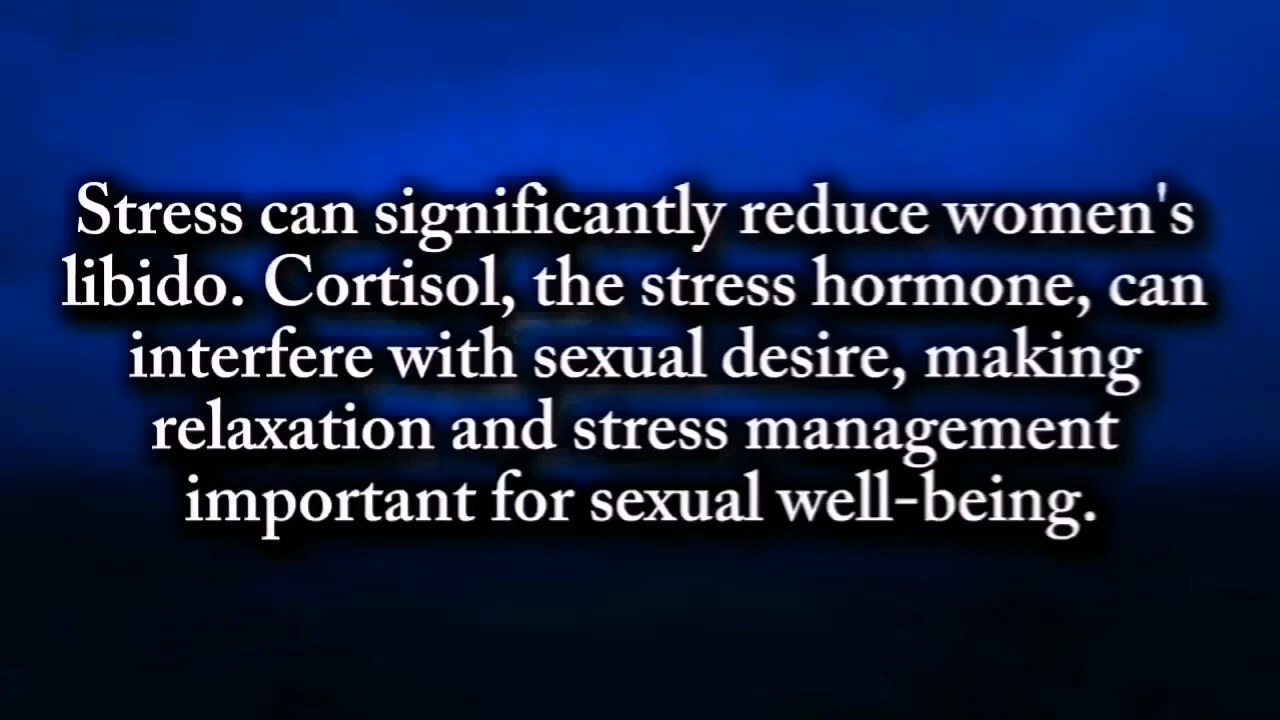 Stress can significantly reduce women's
libido. Cortisol, the stress hormone, can
interfere with sexual desire, making
relaxation and stress management
important for sexual well-being.